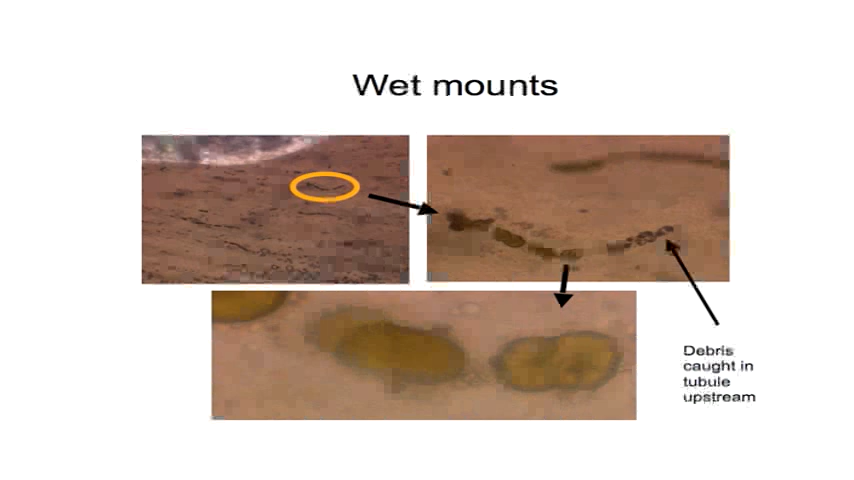 Wet mounts
Debris
caught in
tubule
upstream